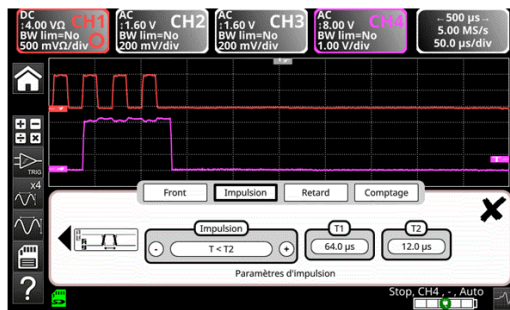 DC
CH1
↕4.00 VΩ
BW lim=No
500 mVΩ/div
AC
CH2
↕1.60 V
BW lim=No
200 mV/div
AC
CH3
↕1.60 V
BW lim=No
200 mV/div
AC
CH4
↕8.00 V
BW lim=No
1.00 V/div
←500 µs→
5.00 MS/s
50.0 µs/div
TRIG
x4
Front
Impulsion
Retard
Comptage
Impulsion
T1
T2
-
T < T2
+
64.0 µs
12.0 µs
Paramètres d'impulsion
?
Stop, CH4 , - , Auto